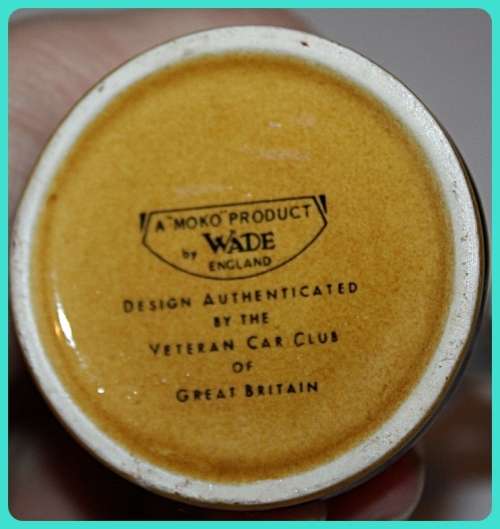 A "MOKO" PRODUCT
by WADE
ENGLAND
DESIGN AUTHENTICATED
BY THE
VETERAN CAR CLUB
OF
GREAT BRITAIN